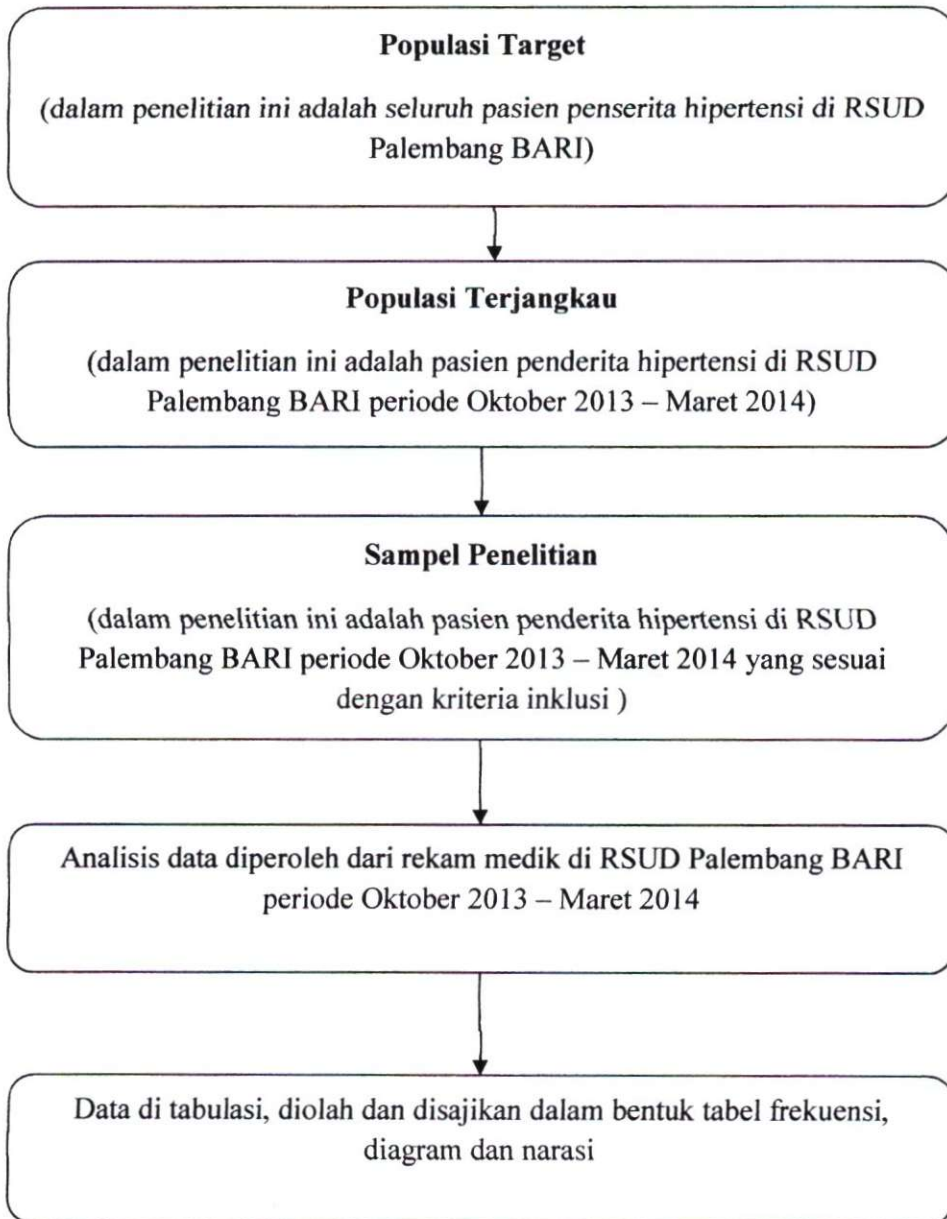 Populasi Target
(dalam penelitian ini adalah seluruh pasien penserita hipertensi di RSUD
Palembang BARI)
Populasi Terjangkau
(dalam penelitian ini adalah pasien penderita hipertensi di RSUD
Palembang BARI periode Oktober 2013 – Maret 2014)
Sampel Penelitian
(dalam penelitian ini adalah pasien penderita hipertensi di RSUD
Palembang BARI periode Oktober 2013 – Maret 2014 yang sesuai
dengan kriteria inklusi )
Analisis data diperoleh dari rekam medik di RSUD Palembang BARI
periode Oktober 2013 – Maret 2014
Data di tabulasi, diolah dan disajikan dalam bentuk tabel frekuensi,
diagram dan narasi